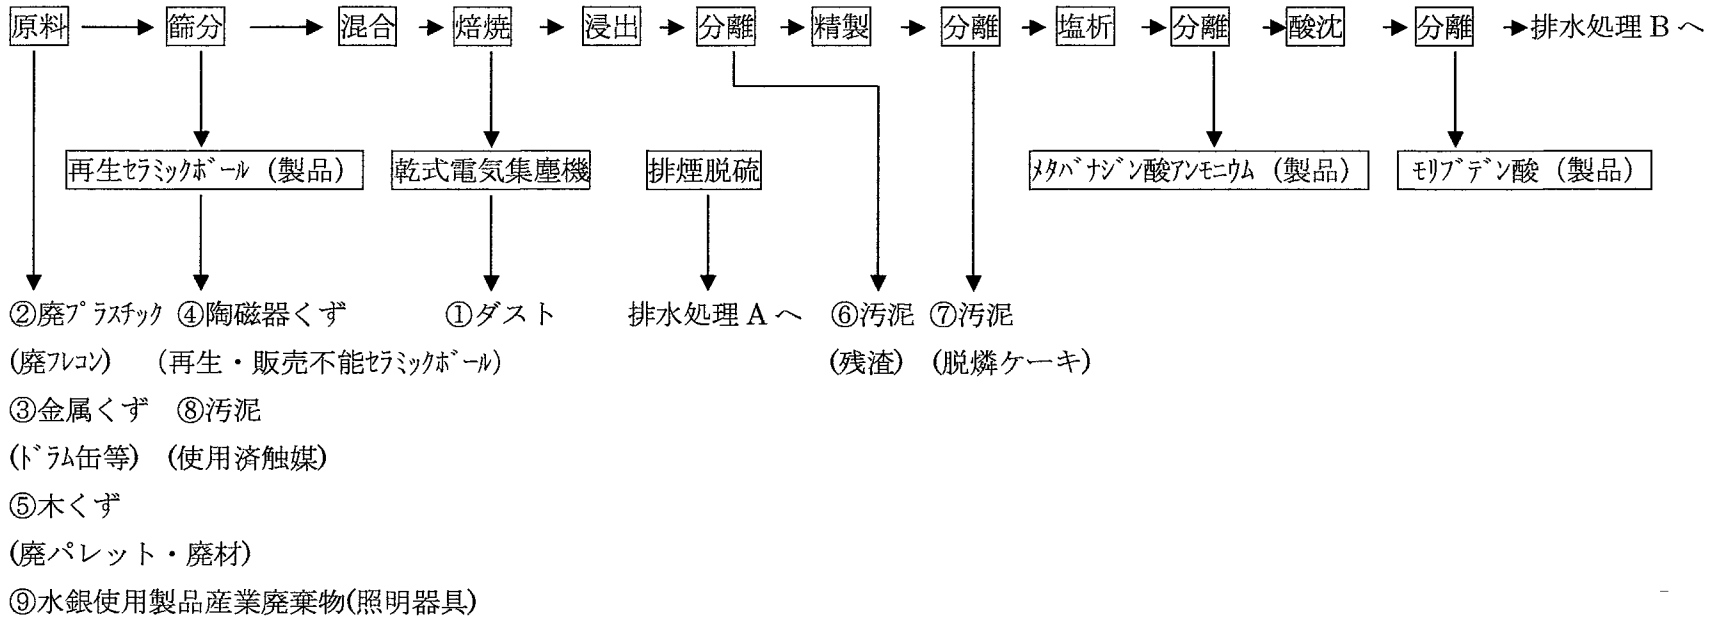 原料 篩分 混合 焙焼 浸出 分離 精製 分離 塩析 分離 酸沈 分離 排水処理 B へ
再生ｾﾗﾐｯｸﾎﾞｰﾙ（製品） 乾式電気集塵機 排煙脱硫 ﾒﾀﾊﾞﾅｼﾞﾝ酸ｱﾝﾓﾆｳﾑ（製品） ﾓﾘﾌﾞﾃﾞﾝ酸（製品）
②廃ﾌﾟﾗｽﾁｯｸ ④陶磁器くず ①ダスト 排水処理 A へ ⑥汚泥 ⑦汚泥
(廃ﾌﾚｺﾝ) （再生・販売不能ｾﾗﾐｯｸﾎﾞｰﾙ） (残渣) (脱燐ケーキ)
③金属くず ⑧汚泥
(ﾄﾞﾗﾑ缶等) (使用済触媒)
⑤木くず
(廃パレット・廃材)
⑨水銀使用製品産業廃棄物(照明器具)